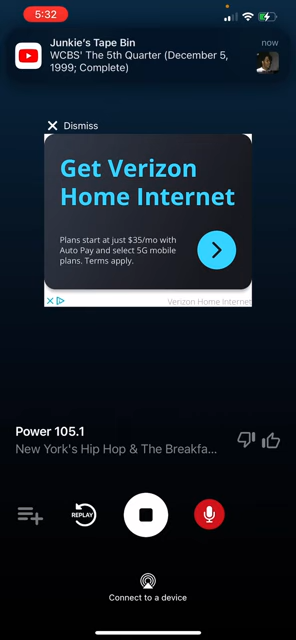 5:32
Junkie's Tape Bin
now
WCBS' The 5th Quarter (December 5,
1999; Complete)
Dismiss
Get Verizon
Home Internet
Plans start at just $35/mo with
Auto Pay and select 5G mobile
plans. Terms apply.
Verizon Home Internet
Power 105.1
New York's Hip Hop & The Breakfa...
REPLAY
Connect to a device